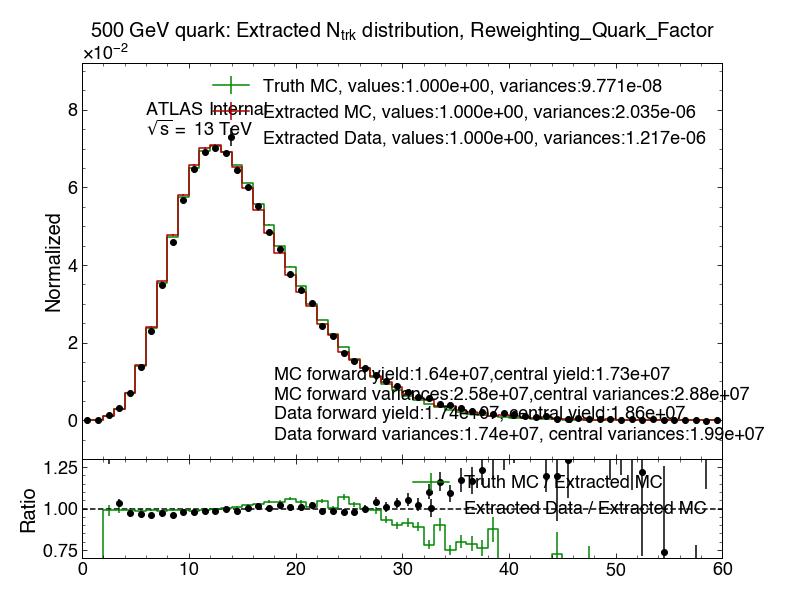 500 GeV quark: Extracted Ntrk distribution, Reweighting_Quark_Factor
×10−2
Truth MC, values:1.000e+00, variances:9.771e-08
ATLAS Internal
Extracted MC, values:1.000e+00, variances:2.035e-06
√s = 13 TeV
Extracted Data, values:1.000e+00, variances:1.217e-06
8
6
4
2
0
Normalized
MC forward yield:1.64e+07,central yield:1.73e+07
MC forward variances:2.58e+07,central variances:2.88e+07
Data forward yield:1.74e+07,central yield:1.86e+07
Data forward variances:1.74e+07, central variances:1.99e+07
1.25
1.00
0.75
Ratio
Truth MC / Extracted MC
Extracted Data / Extracted MC
0 10 20 30 40 50 60